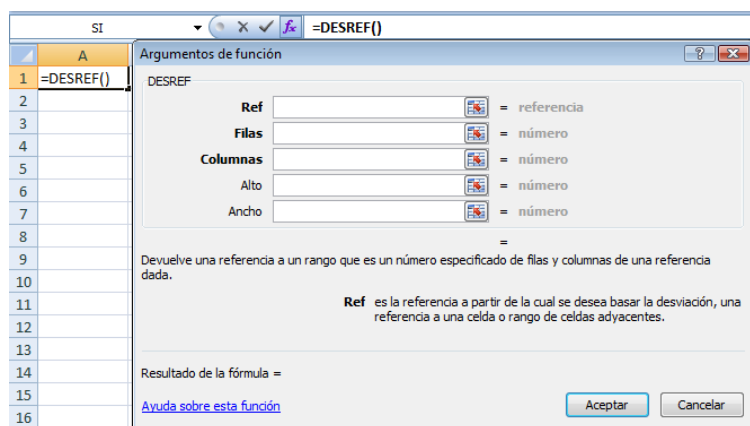 SI fx =DESREF()
A Argumentos de función ?
1 =DESREF() DESREF
2 Ref = referencia
3 Filas = número
4 Columnas = número
5
6 Alto = número
7 Ancho = número
8 =
9 Devuelve una referencia a un rango que es un número especificado de filas y columnas de una referencia
10 dada.
11 Ref es la referencia a partir de la cual se desea basar la desviación, una
12 referencia a una celda o rango de celdas adyacentes.
13
14 Resultado de la fórmula =
15 Ayuda sobre esta función Aceptar Cancelar
16